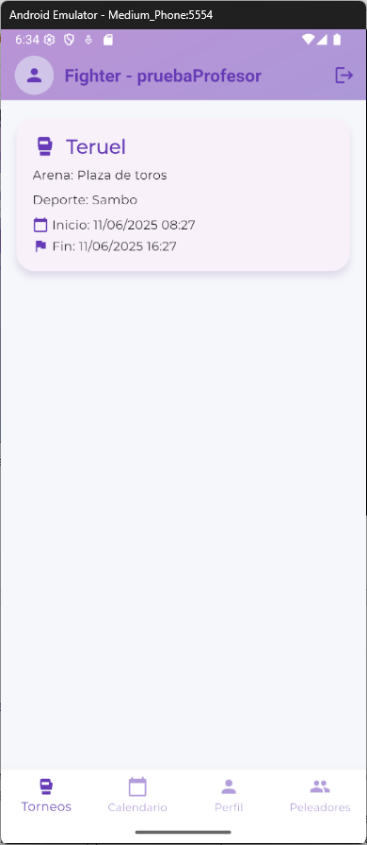 Android Emulator - Medium_Phone:5554
6:34
Fighter - pruebaProfesor
Teruel
Arena: Plaza de toros
Deporte: Sambo
Inicio: 11/06/2025 08:27
Fin: 11/06/2025 16:27
Torneos
Calendario
Perfil
Peleadores